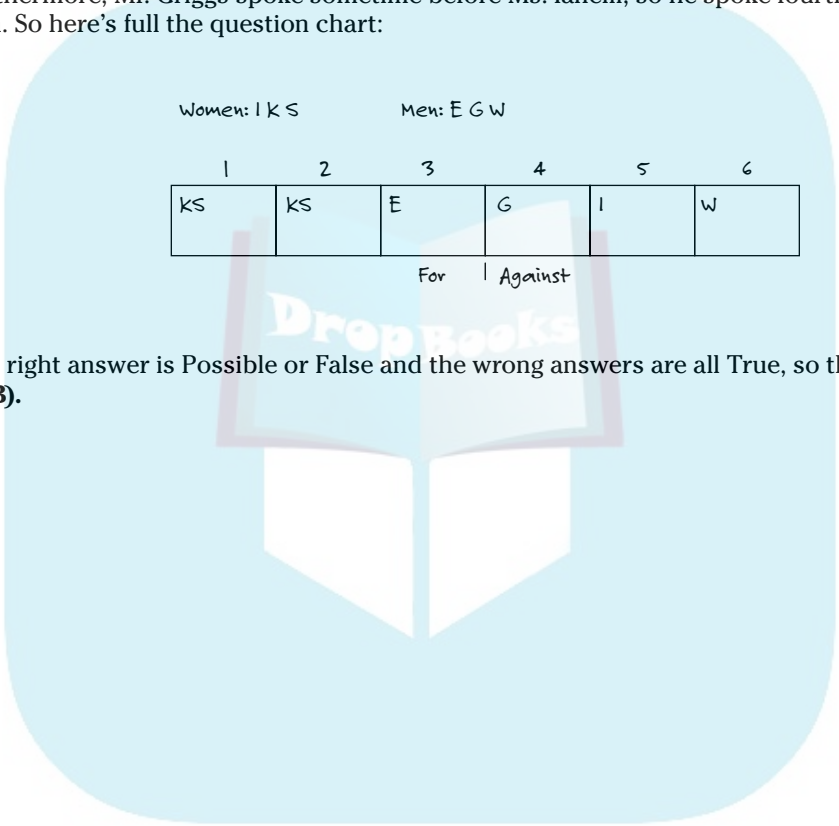 thermore, Mr. Griggs spoke sometime before Ms. so he spoke fourth
. So here's full the question chart:
Women: I K S Men: E G W
1 2 3 4 5 6
KS KS E G I W
For | Against
DropBooks
right answer is Possible or False and the wrong answers are all True, so th
3).